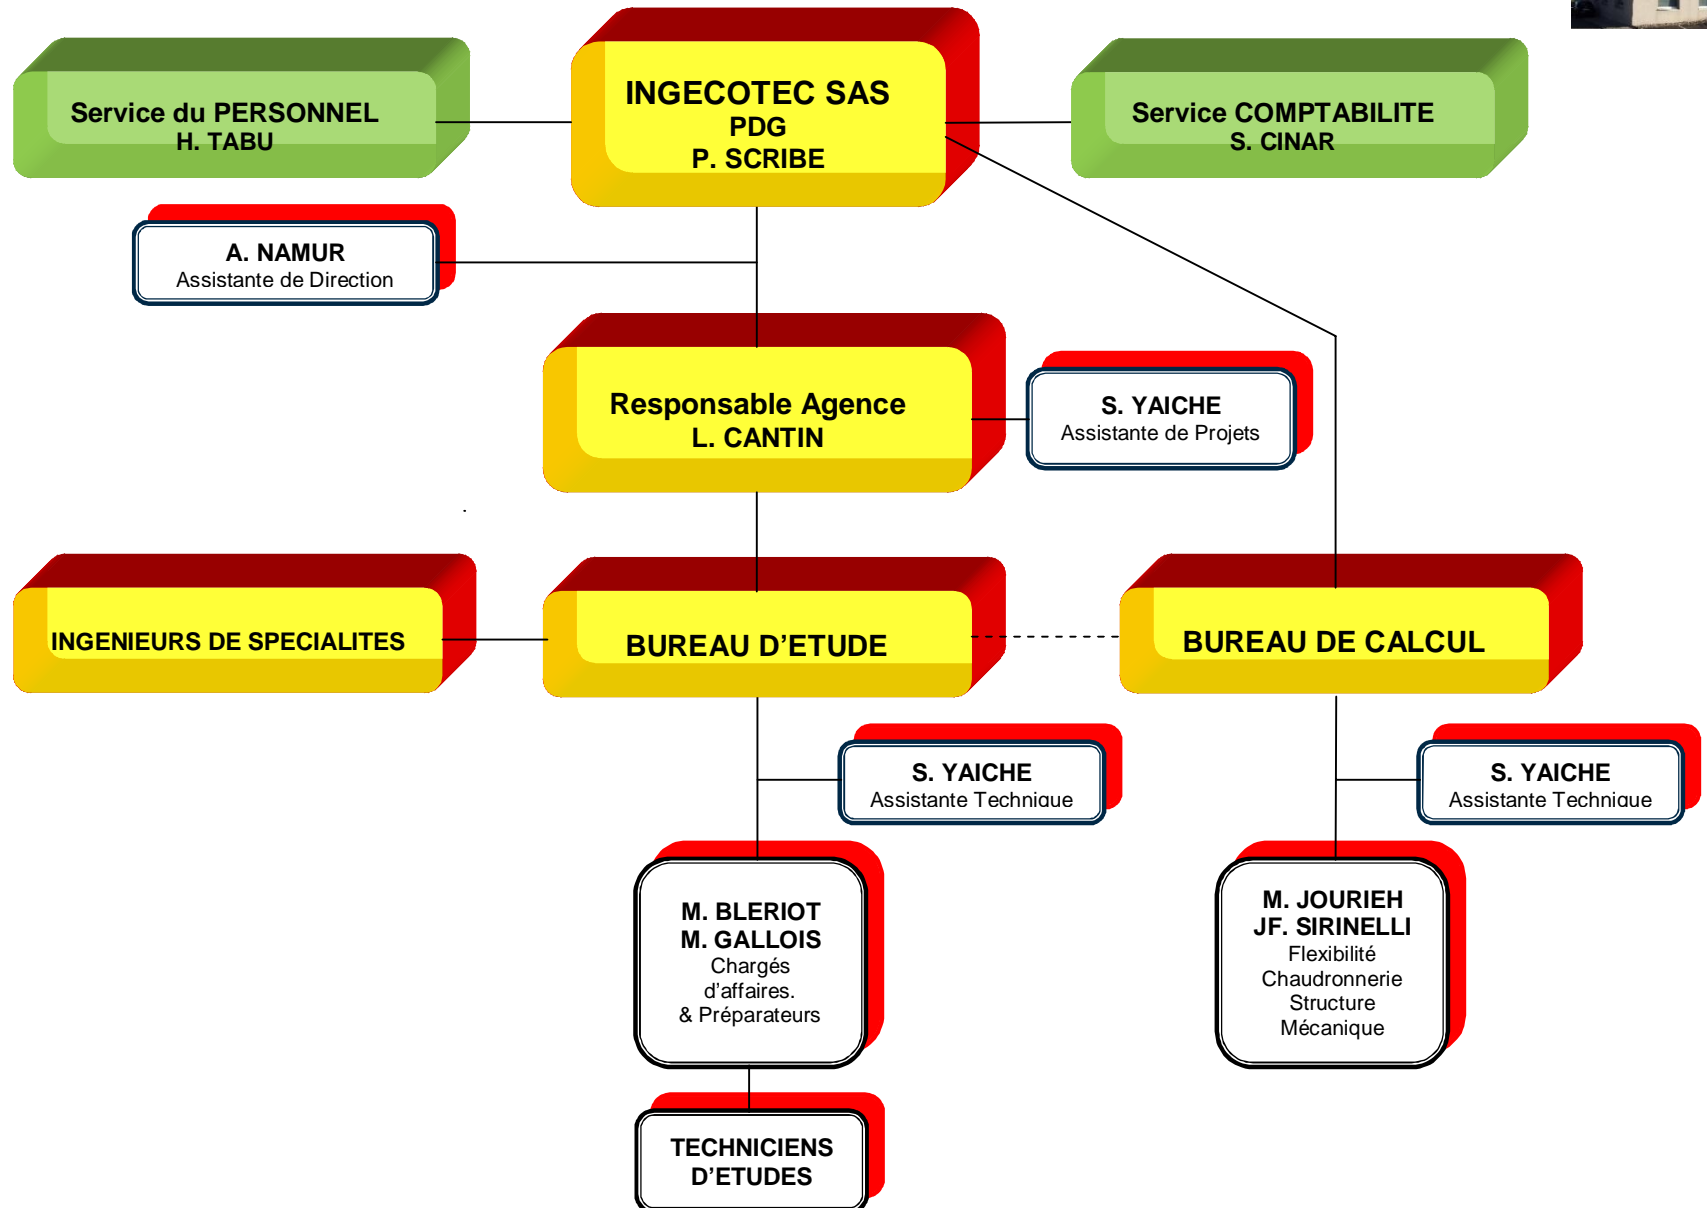 Service du PERSONNEL
H. TABU
INGECOTEC SAS
PDG
P. SCRIBE
Service COMPTABILITE
S. CINAR
A. NAMUR
Assistante de Direction
Responsable Agence
L. CANTIN
S. YAICHE
Assistante de Projets
INGENIEURS DE SPECIALITES
BUREAU D'ETUDE
BUREAU DE CALCUL
S. YAICHE
Assistante Technique
S. YAICHE
Assistante Technique
M. BLERIOT
M. GALLOIS
Chargés
d'affaires.
& Préparateurs
M. JOURIEH
JF. SIRINELLI
Flexibilité
Chaudronnerie
Structure
Mécanique
TECHNICIENS
D'ETUDES